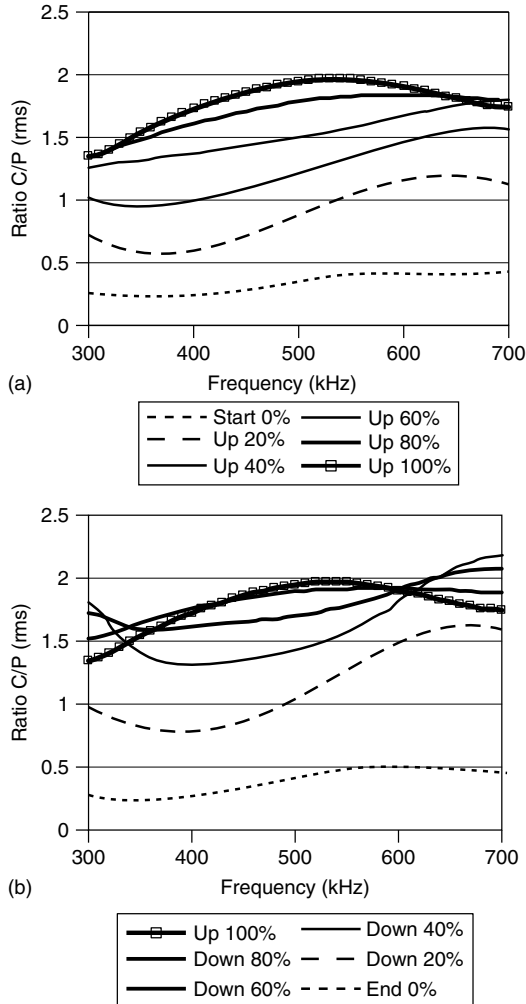 2.5
2
1.5
1
0.5
0
Ratio C/P (rms)
300 400 500 600 700
(a)
Frequency (kHz)
Start 0% Up 60%
Up 20% Up 80%
Up 40% Up 100%
2.5
2
1.5
1
0.5
0
Ratio C/P (rms)
300 400 500 600 700
(b)
Frequency (kHz)
Up 100% Down 40%
Down 80% Down 20%
Down 60% End 0%